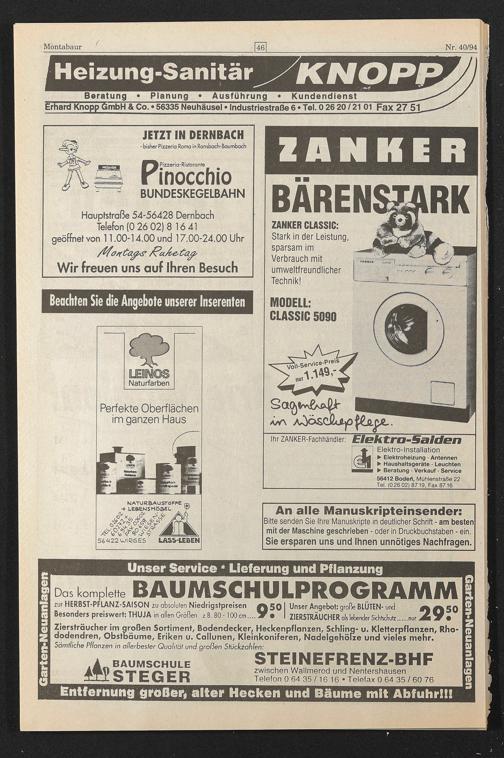 Montabaur
46
Nr. 40/94
Heizung-Sanitär KNOPP
Beratung • Planung • Ausführung • Kundendienst
Erhard Knopp GmbH & Co. • 56335 Neuhäusel • Industriestraße 6 • Tel. 0 26 20 / 21 01 Fax 27 51
JETZT IN DERNBACH
- bisher Pizzeria Roma in Ransbach-Baumbach
Pizzeria-Ristorante
Pinocchio
BUNDESKEGELBAHN
Hauptstraße 54-56428 Dernbach
Telefon (0 26 02) 8 16 41
geöffnet von 11.00-14.00 und 17.00-24.00 Uhr
Montags Ruhetag
Wir freuen uns auf Ihren Besuch
Beachten Sie die Angebote unserer Inserenten
LEINOS
Naturfarben
Perfekte Oberflächen
im ganzen Haus
NATURBAUSTOFFE
+ LEBENSMÖBEL
56422 WIRGES
LASS-LEBEN
ZANKER
BÄRENSTARK
ZANKER CLASSIC:
Stark in der Leistung,
sparsam im
Verbrauch mit
umweltfreundlicher
Technik!
MODELL:
CLASSIC 5090
Voll-Service-Preis
nur 1.149,-
Sagenhaft
in Wäschepflege.
Ihr ZANKER-Fachhändler: Elektro-Salden
Elektro-Installation
Elektroheizung · Antennen
Haushaltsgeräte · Leuchten
Beratung · Verkauf · Service
56412 Boden, Mühlenstraße 22
Tel. (0 26 02) 87 19, Fax 87 16
An alle Manuskripteinsender:
Bitte senden Sie Ihre Manuskripte in deutlicher Schrift - am besten
mit der Maschine geschrieben - oder in Druckbuchstaben - ein.
Sie ersparen uns und Ihnen unnötiges Nachfragen.
Unser Service • Lieferung und Pflanzung
Garten-Neuanlagen
Das komplette BAUMSCHULPROGRAMM
zur HERBST-PFLANZ-SAISON zu absoluten Niedrigstpreisen
Besonders preiswert: THUJA in allen Größen z.B. 80 - 100 cm..... 9.50
Unser Angebot: große BLÜTEN- und
ZIERSTRÄUCHER als lebender Sichtschutz......nur 29.50
Ziersträucher im großen Sortiment, Bodendecker, Heckenpflanzen, Schling- u. Kletterpflanzen, Rho-
dodendren, Obstbäume, Eriken u. Callunen, Kleinkoniferen, Nadelgehölze und vieles mehr.
Sämtliche Pflanzen in allerbester Qualität und großen Stückzahlen:
BAUMSCHULE
STEGER
STEINEFRENZ-BHF
zwischen Wallmerod und Nentershausen
Telefon 0 64 35 / 16 16 • Telefax 0 64 35 / 60 76
Garten-Neuanlagen
Entfernung großer, alter Hecken und Bäume mit Abfuhr!!!